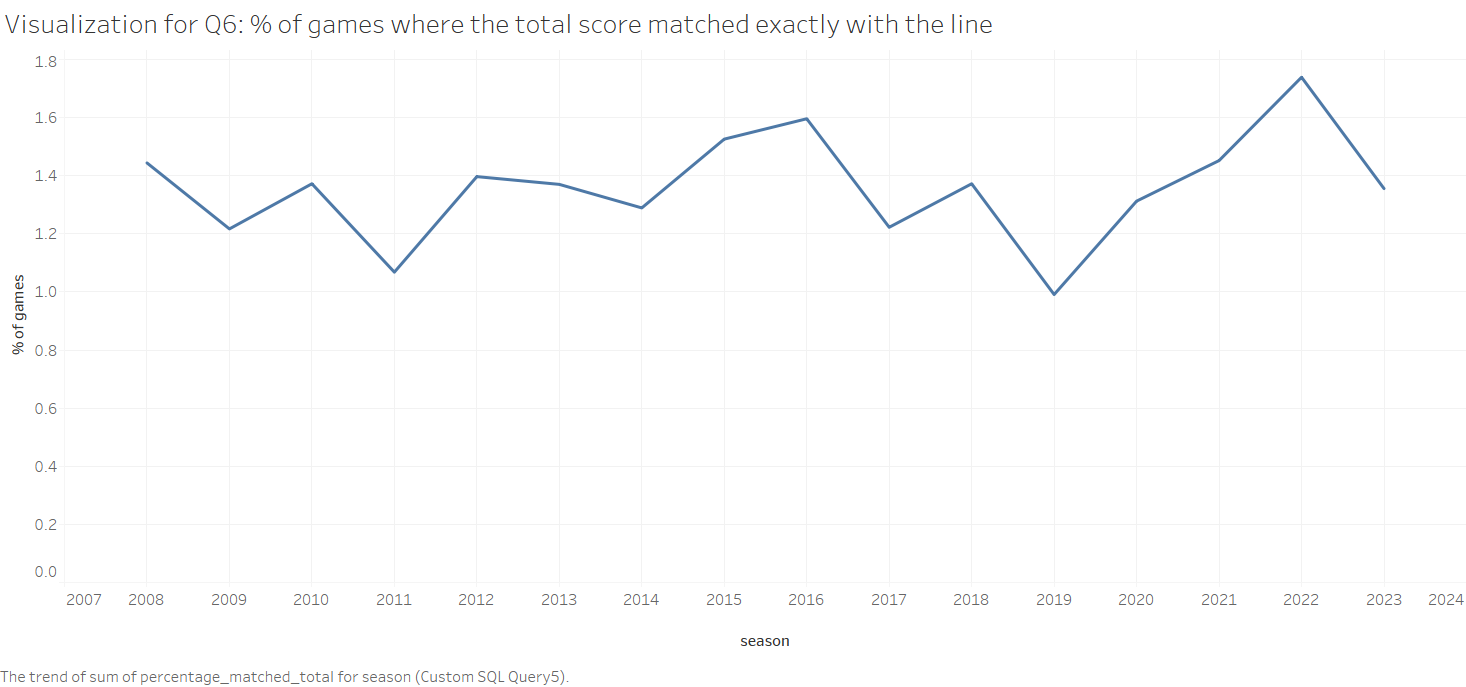 Visualization for Q6: % of games where the total score matched exactly with the line
1.8
1.6
1.4
1.2
1.0
0.8
0.6
0.4
0.2
0.0
% of games
2007 2008 2009 2010 2011 2012 2013 2014 2015 2016 2017 2018 2019 2020 2021 2022 2023 2024
season
The trend of sum of percentage_matched_total for season (Custom SQL Query5).